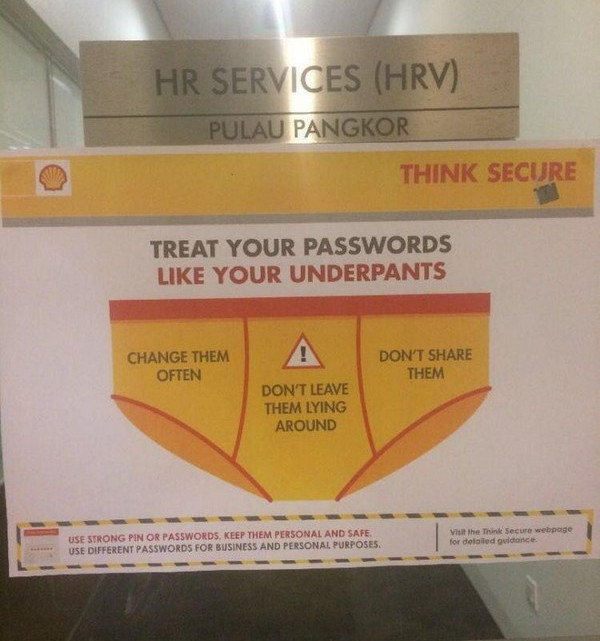 HR SERVICES (HRV)
PULAU PANGKOR
THINK SECURE
TREAT YOUR PASSWORDS
LIKE YOUR UNDERPANTS
CHANGE THEM
OFTEN
!
DON'T LEAVE
THEM LYING
AROUND
DON'T SHARE
THEM
USE STRONG PIN OR PASSWORDS. KEEP THEM PERSONAL AND SAFE.
USE DIFFERENT PASSWORDS FOR BUSINESS AND PERSONAL PURPOSES.
Visit the Think Secure webpage
for detailed guidance.